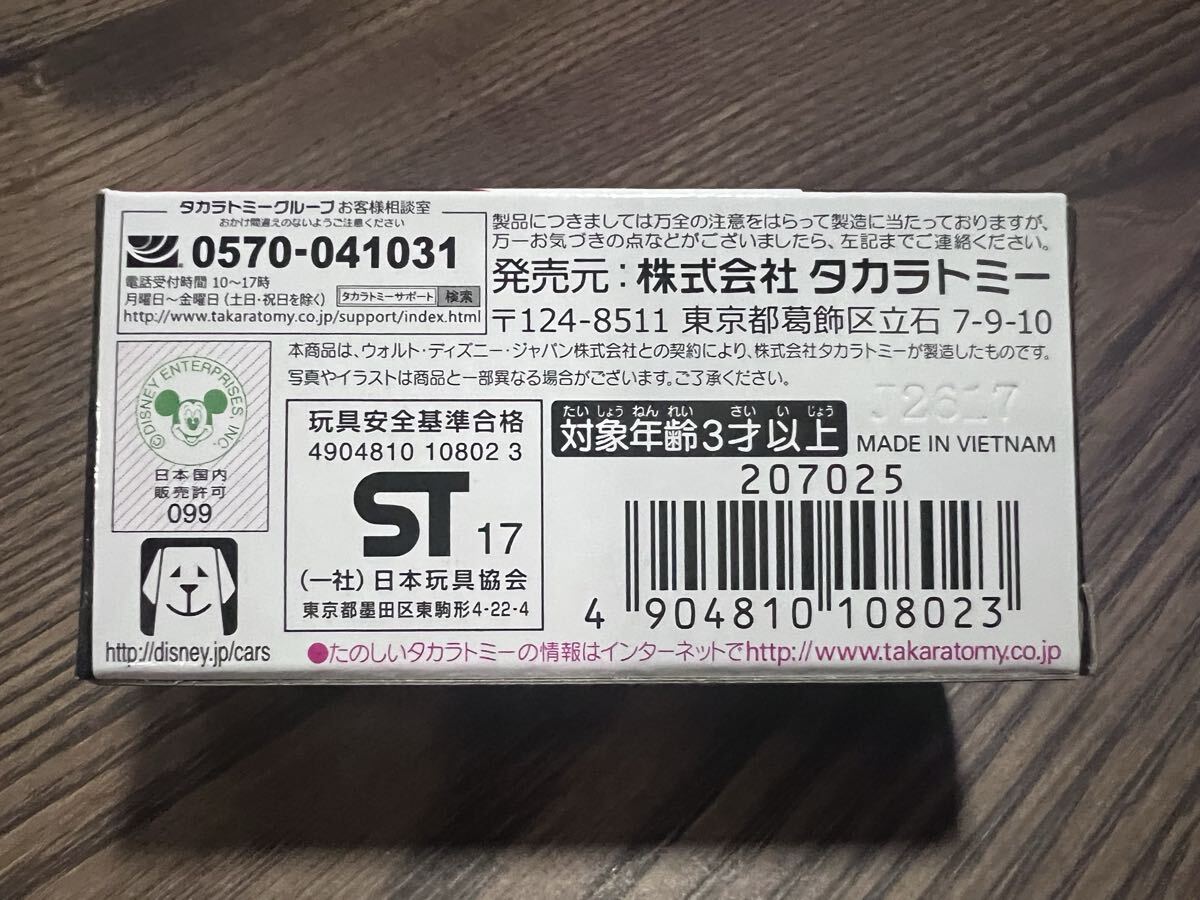 タカラトミーグループ お客様相談室
おかけ間違えのないようご注意ください
0570-041031
電話受付時間 10～17時
月曜日～金曜日 (土日・祝日を除く) タカラトミーサポート 検索
http://www.takaratomy.co.jp/support/index.html
製品につきましては万全の注意をはらって製造に当たっておりますが、
万一お気づきの点などがございましたら、左記までご連絡ください。
発売元：株式会社 タカラトミー
〒124-8511 東京都葛飾区立石 7-9-10
本商品は、ウォルト・ディズニー・ジャパン株式会社との契約により、株式会社タカラトミーが製造したものです。
写真やイラストは商品と一部異なる場合がございます。ご了承ください。
©DISNEY ENTERPRISES INC.
日本国内
販売許可
099
http://disney.jp/cars
玩具安全基準合格
4904810 10802 3
ST 17
(一社) 日本玩具協会
東京都墨田区東駒形4-22-4
たいしょうねんれい さいいじょう
対象年齢3才以上
J2617
MADE IN VIETNAM
207025
4 904810 108023
●たのしいタカラトミーの情報はインターネットでhttp://www.takaratomy.co.jp